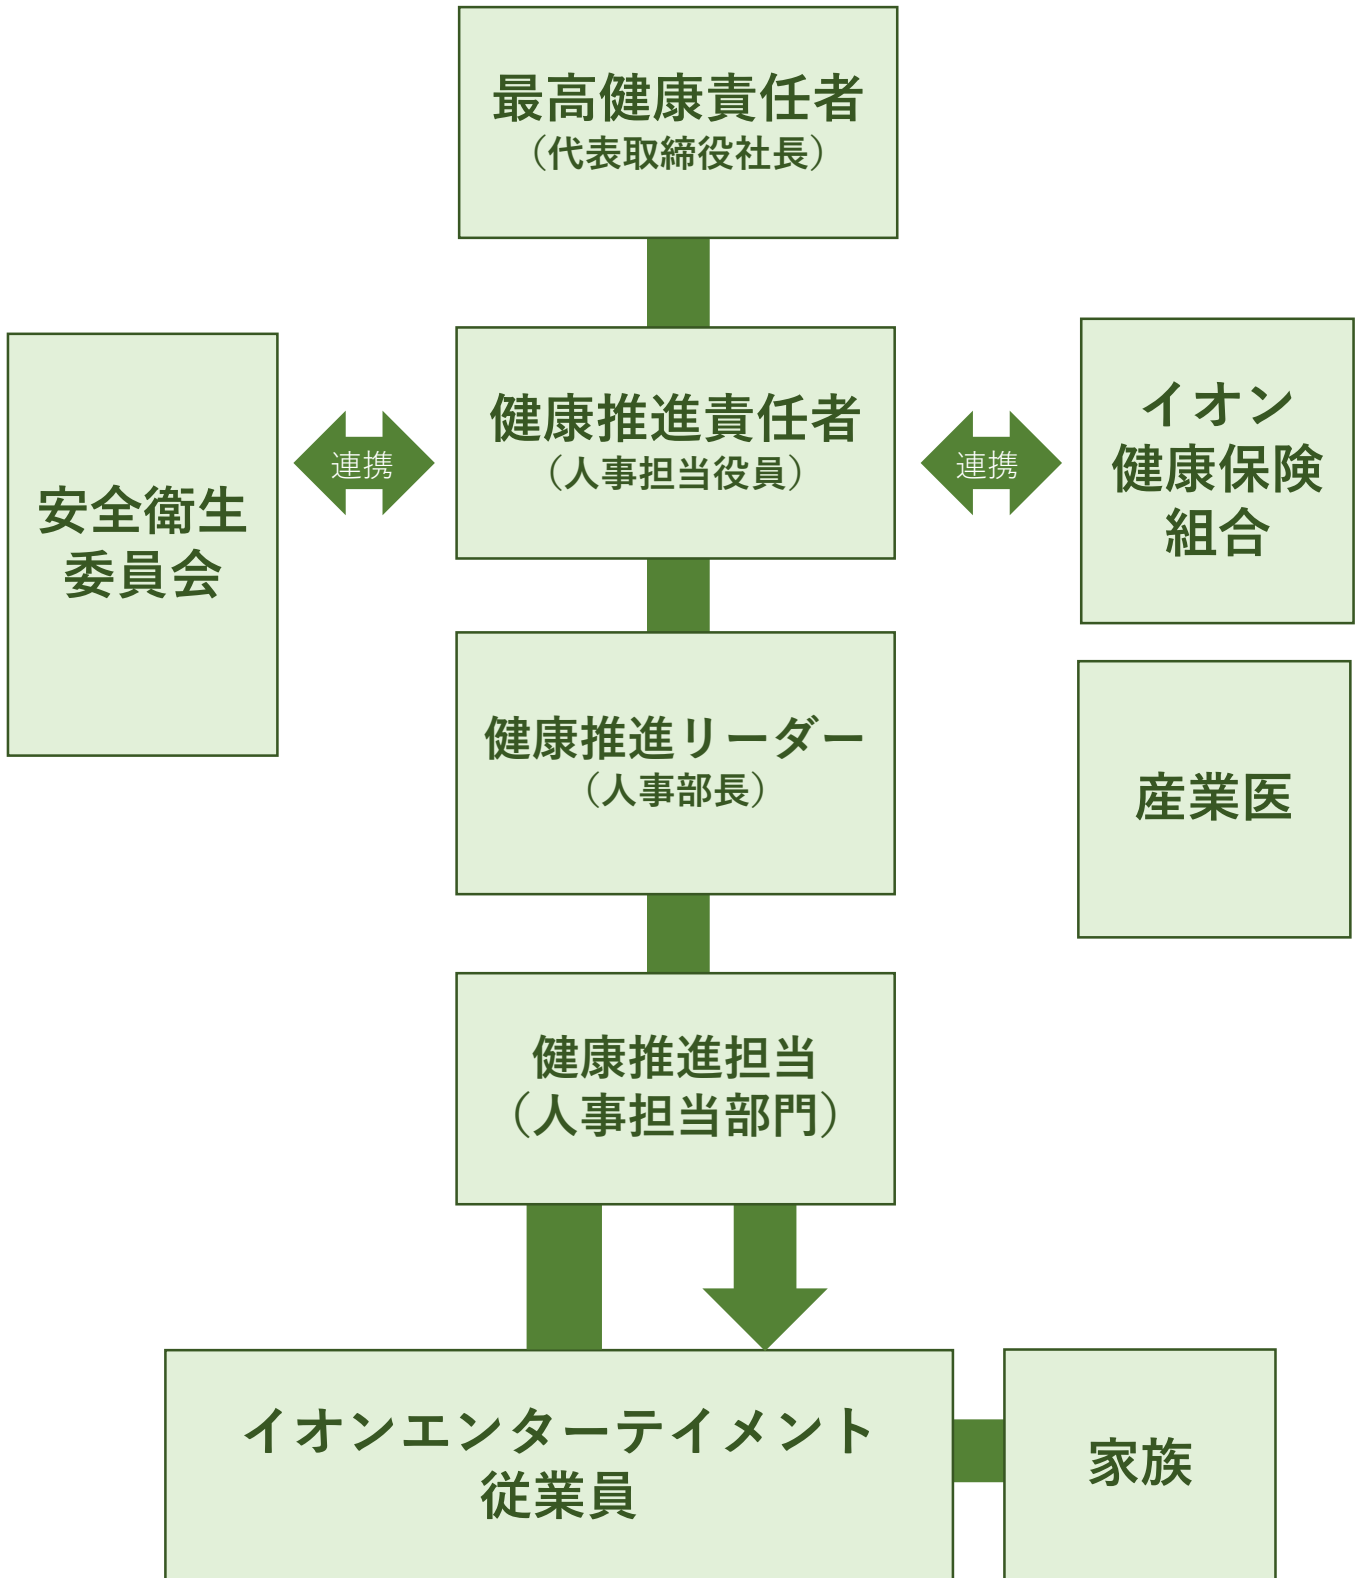 最高健康責任者
（代表取締役社長）
安全衛生
委員会
連携
健康推進責任者
（人事担当役員）
連携
イオン
健康保険
組合
健康推進リーダー
（人事部長）
産業医
健康推進担当
（人事担当部門）
イオンエンターテイメント
従業員
家族